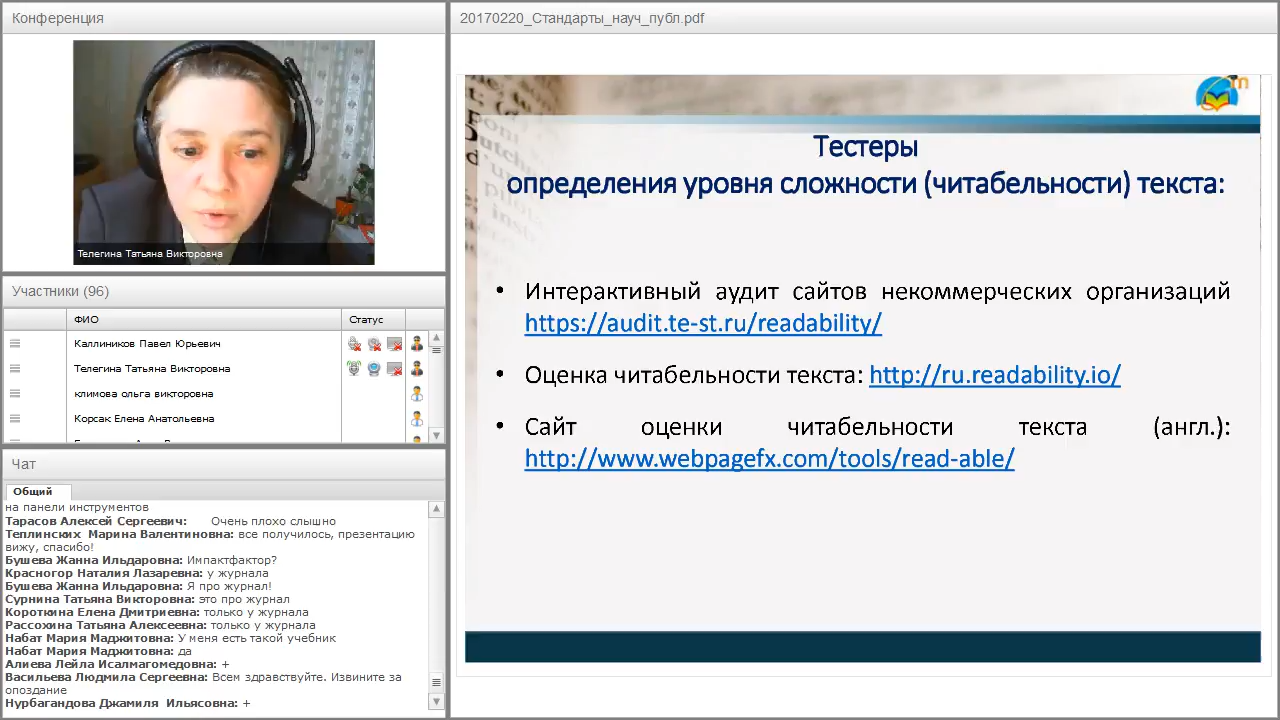 Конференция
Телегина Татьяна Викторовна
Участники (96)
ФИО
Статус
Каллиников Павел Юрьевич
Телегина Татьяна Викторовна
климова ольга викторовна
Корсак Елена Анатольевна
Чат
Общий
на панели инструментов
Тарасов Алексей Сергеевич: Очень плохо слышно
Теплинских Марина Валентиновна: все получилось, презентацию
вижу, спасибо!
Бушева Жанна Ильдаровна: Импактфактор?
Красногор Наталия Лазаревна: у журнала
Бушева Жанна Ильдаровна: Я про журнал!
Сурнина Татьяна Викторовна: это про журнал
Короткина Елена Дмитриевна: только у журнала
Рассохина Татьяна Алексеевна: только у журнала
Набат Мария Маджитовна: У меня есть такой учебник
Набат Мария Маджитовна: да
Алиева Лейла Исалмагомедовна: +
Васильева Людмила Сергеевна: Всем здравствуйте. Извините за
опоздание
Нурбагандова Джамиля Ильясовна: +
20170220_Стандарты_науч_публ.pdf
Тестеры
определения уровня сложности (читабельности) текста:
• Интерактивный аудит сайтов некоммерческих организаций
https://audit.te-st.ru/readability/
• Оценка читабельности текста: http://ru.readability.io/
• Сайт оценки читабельности текста (англ.):
http://www.webpagefx.com/tools/read-able/